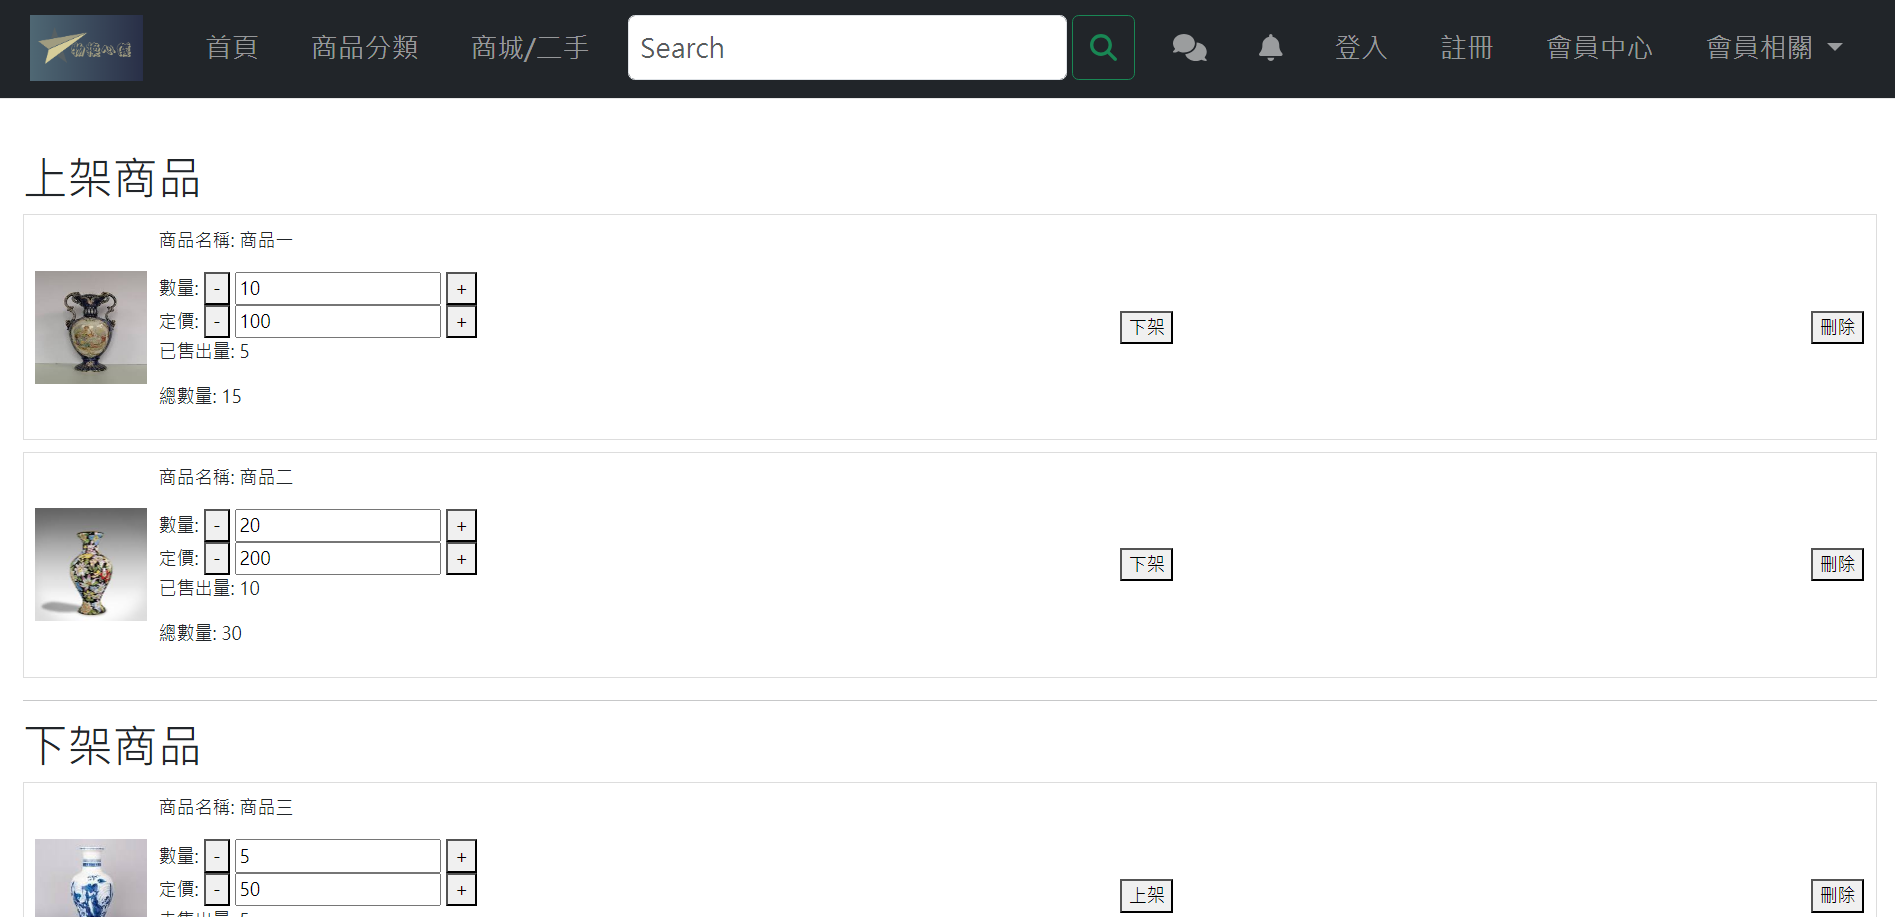 物換心儀
首頁 商品分類 商城/二手 Search 登入 註冊 會員中心 會員相關
上架商品
商品名稱: 商品一
數量: - 10 +
定價: - 100 +
已售出量: 5
總數量: 15
下架 刪除
商品名稱: 商品二
數量: - 20 +
定價: - 200 +
已售出量: 10
總數量: 30
下架 刪除
下架商品
商品名稱: 商品三
數量: - 5 +
定價: - 50 +
上架 刪除